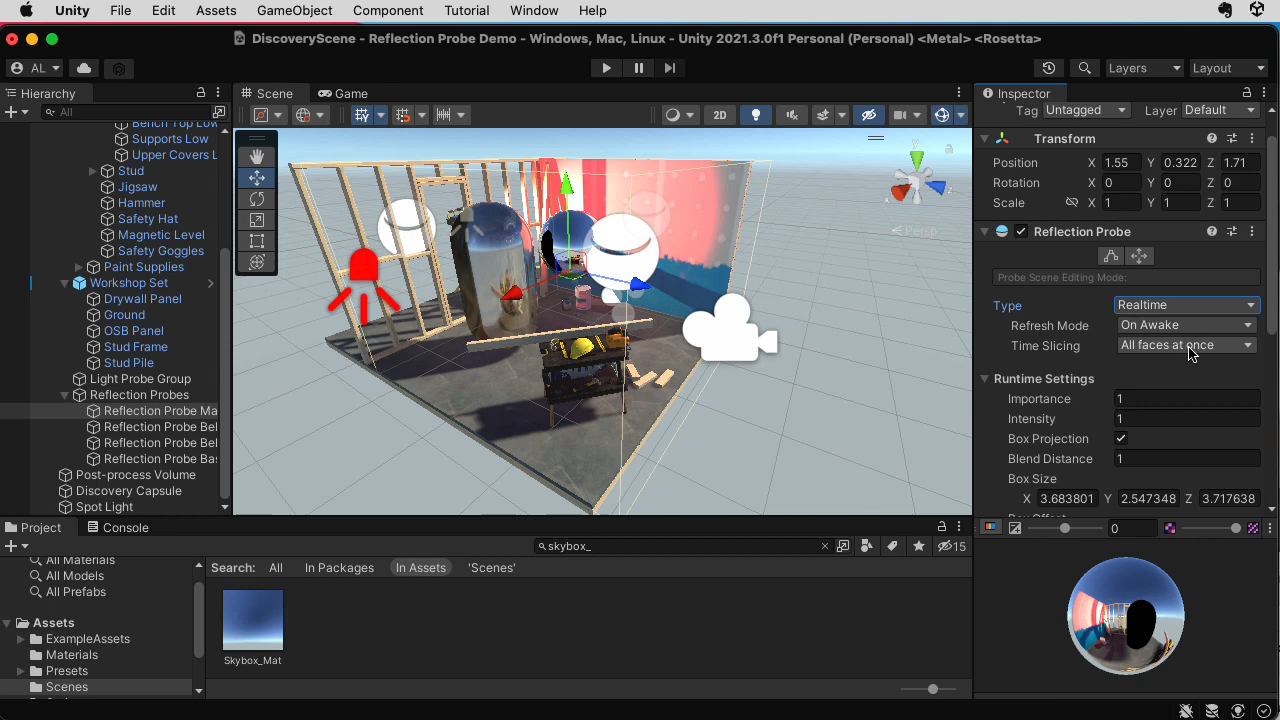 Unity File Edit Assets GameObject Component Tutorial Window Help
DiscoveryScene - Reflection Probe Demo - Windows, Mac, Linux - Unity 2021.3.0f1 Personal (Personal) <Metal> <Rosetta>
AL Layers Layout
Hierarchy
All
Bench Top Low
Supports Low
Upper Covers L
Stud
Jigsaw
Hammer
Safety Hat
Magnetic Level
Safety Goggles
Paint Supplies
Workshop Set
Drywall Panel
Ground
OSB Panel
Stud Frame
Stud Pile
Light Probe Group
Reflection Probes
Reflection Probe Ma
Reflection Probe Bel
Reflection Probe Bel
Reflection Probe Bas
Post-process Volume
Discovery Capsule
Spot Light
Scene Game
2D
y
x
Persp
Inspector
Tag Untagged Layer Default
Transform
Position X 1.55 Y 0.322 Z 1.71
Rotation X 0 Y 0 Z 0
Scale X 1 Y 1 Z 1
Reflection Probe
Probe Scene Editing Mode:
Type Realtime
Refresh Mode On Awake
Time Slicing All faces at once
Runtime Settings
Importance 1
Intensity 1
Box Projection
Blend Distance 1
Box Size
X 3.683801 Y 2.547348 Z 3.717638
0
Project Console
skybox_
15
All Materials
All Models
All Prefabs
Assets
ExampleAssets
Materials
Presets
Scenes
Search: All In Packages In Assets 'Scenes'
Skybox_Mat